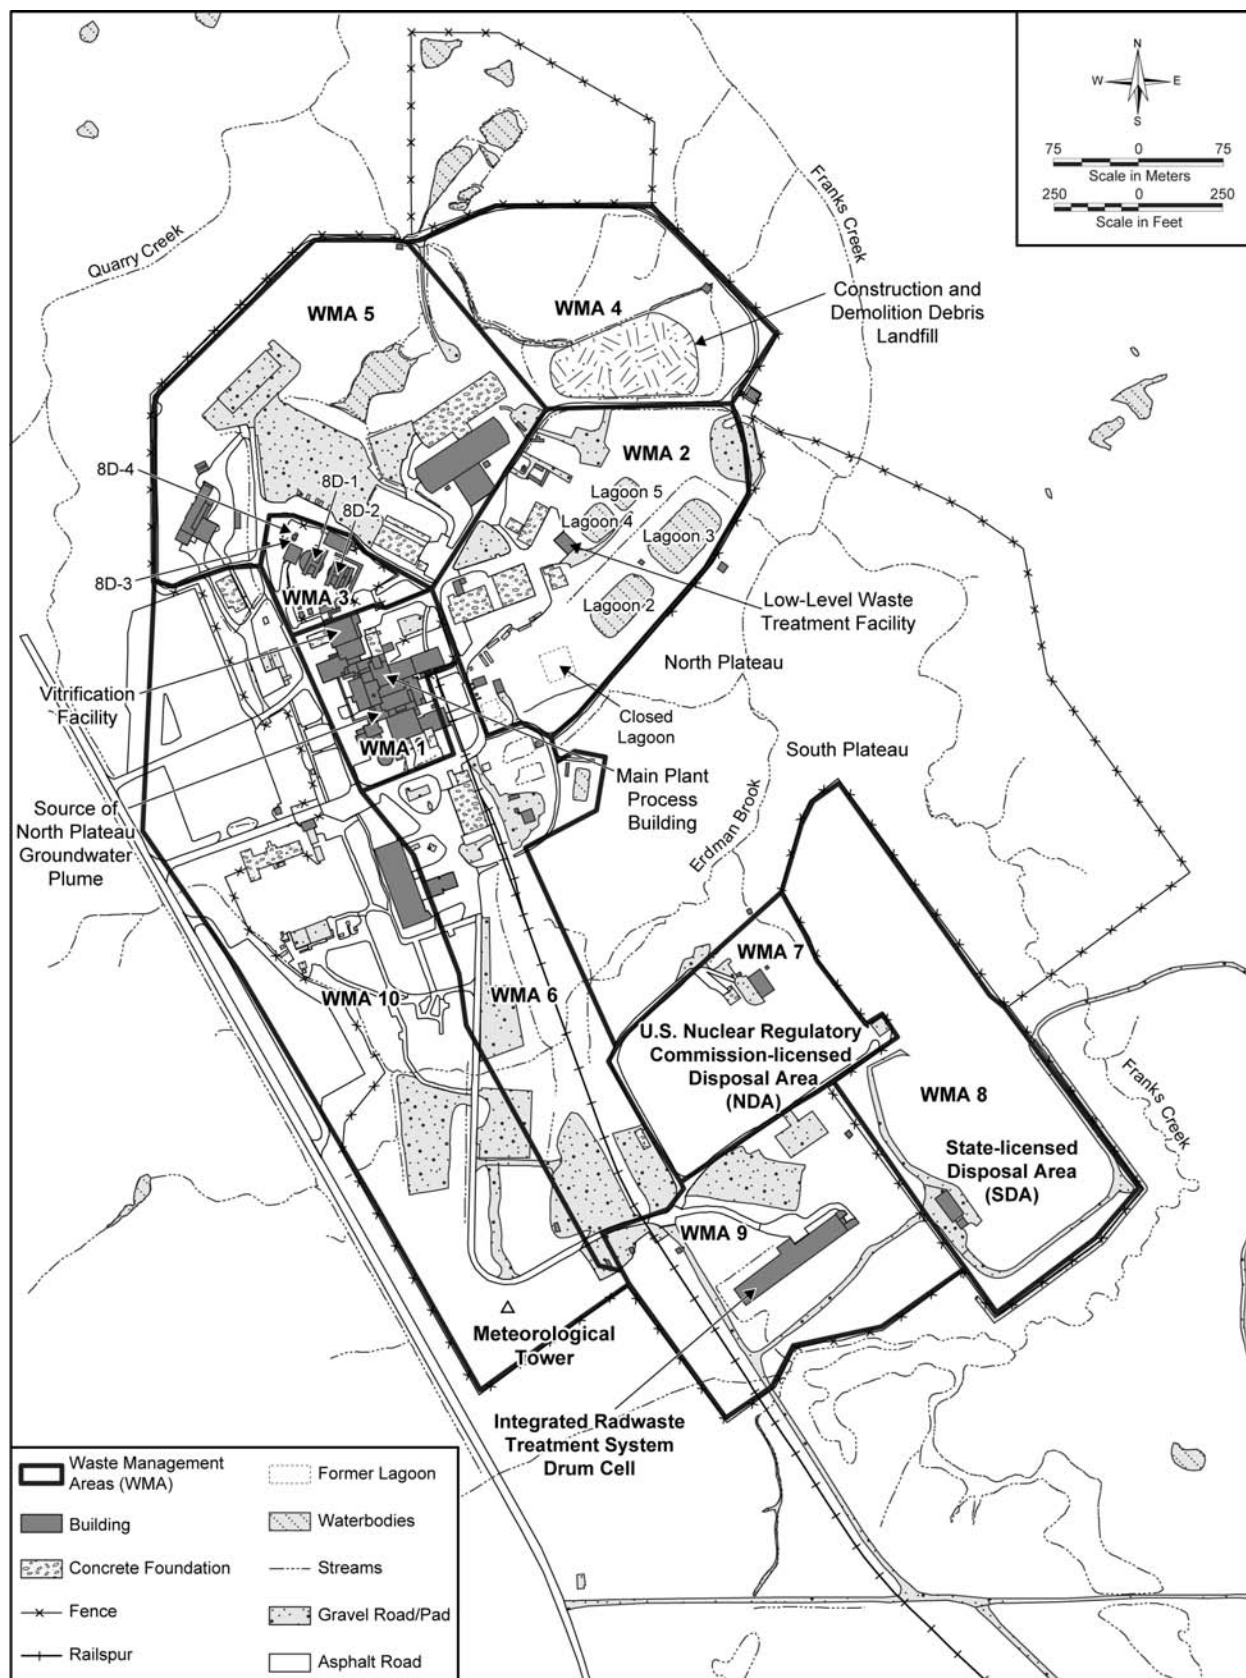 N
W E
S
75 0 75
Scale in Meters
250 0 250
Scale in Feet
Franks Creek
Quarry Creek
Construction and
Demolition Debris
Landfill
WMA 5
WMA 4
WMA 2
8D-4
8D-1
8D-2
Lagoon 5
Lagoon 4
Lagoon 3
8D-3
WMA 3
Lagoon 2
Low-Level Waste
Treatment Facility
North Plateau
Vitrification
Facility
Closed
Lagoon
WMA 1
South Plateau
Main Plant
Process
Building
Source of
North Plateau
Groundwater
Plume
Erdman Brook
WMA 7
WMA 10
WMA 6
U.S. Nuclear Regulatory
Commission-licensed
Disposal Area
(NDA)
WMA 8
Franks Creek
State-licensed
Disposal Area
(SDA)
WMA 9
Meteorological
Tower
Integrated Radwaste
Treatment System
Drum Cell
Waste Management
Areas (WMA)
Building
Concrete Foundation
Fence
Railspur
Former Lagoon
Waterbodies
Streams
Gravel Road/Pad
Asphalt Road